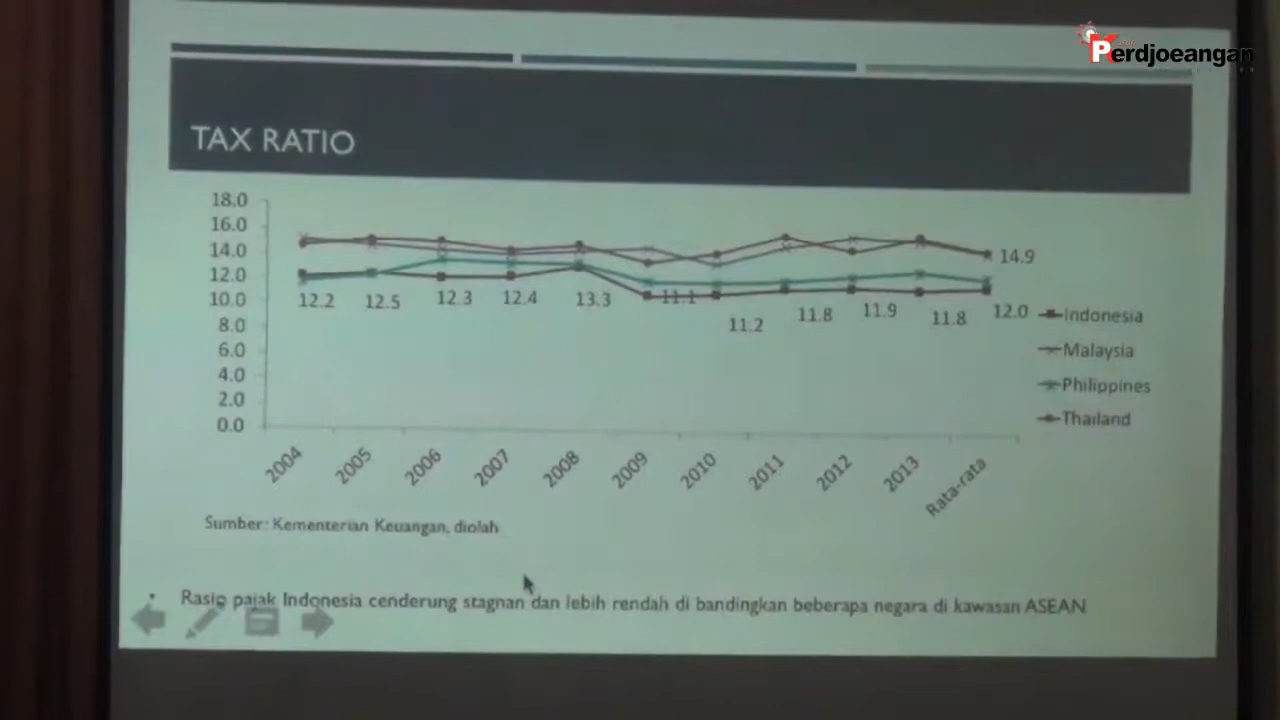 Perdjoeangan
TAX RATIO
18.0
16.0
14.0
12.0
10.0
8.0
6.0
4.0
2.0
0.0
14.9
12.2 12.5 12.3 12.4 13.3 11.1 11.2 11.8 11.9 11.8 12.0
Indonesia
Malaysia
Philippines
Thailand
2004 2005 2006 2007 2008 2009 2010 2011 2012 2013 Rata-rata
Sumber: Kementerian Keuangan, diolah
• Rasio pajak Indonesia cenderung stagnan dan lebih rendah di bandingkan beberapa negara di kawasan ASEAN